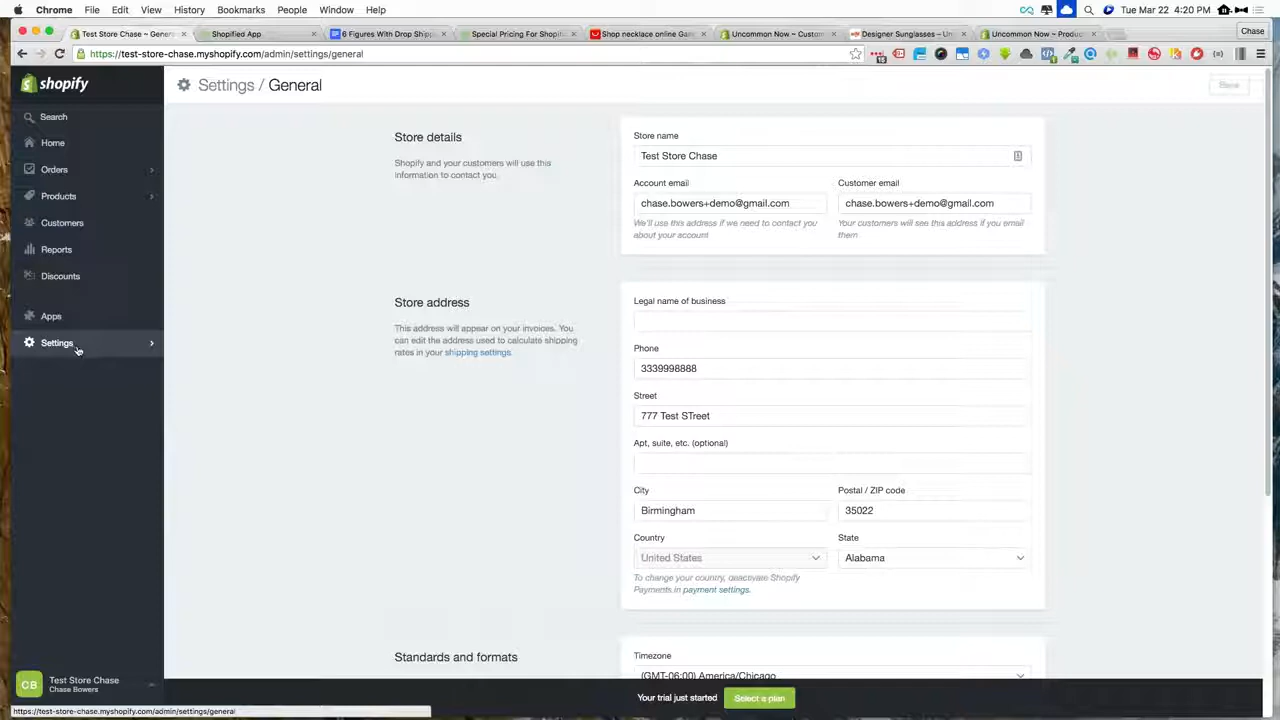 Chrome File Edit View History Bookmarks People Window Help
Tue Mar 22 4:20 PM
Test Store Chase ~ Gener
Shopified App
6 Figures With Drop Shippi
Special Pricing For Shopif
Shop necklace online Gal
Uncommon Now ~ Custom
Designer Sunglasses – Un
Uncommon Now ~ Produc
Chase
https://test-store-chase.myshopify.com/admin/settings/general
shopify
Settings / General
Save
Search
Home
Orders
Products
Customers
Reports
Discounts
Apps
Settings
Store details
Shopify and your customers will use this
information to contact you.
Store name
Test Store Chase
Account email
chase.bowers+demo@gmail.com
We'll use this address if we need to contact you
about your account
Customer email
chase.bowers+demo@gmail.com
Your customers will see this address if you email
them
Store address
This address will appear on your invoices. You
can edit the address used to calculate shipping
rates in your shipping settings.
Legal name of business
Phone
3339998888
Street
777 Test STreet
Apt, suite, etc. (optional)
City
Birmingham
Postal / ZIP code
35022
Country
United States
To change your country, deactivate Shopify
Payments in payment settings.
State
Alabama
Standards and formats
Timezone
(GMT-06:00) America/Chicago
CB
Test Store Chase
Chase Bowers
Your trial just started
Select a plan
https://test-store-chase.myshopify.com/admin/settings/general